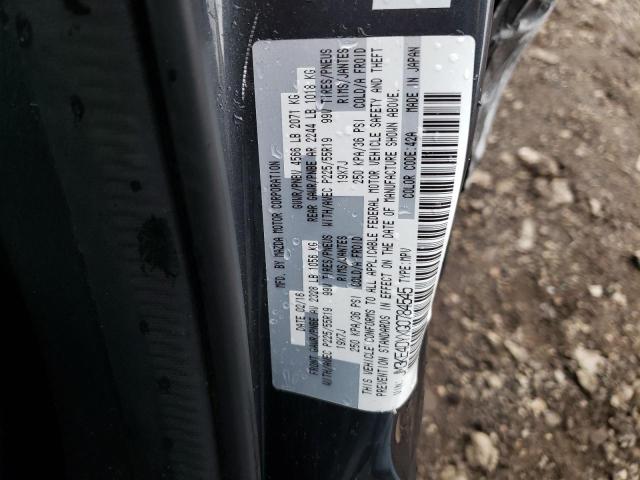 MFD. BY MAZDA MOTOR CORPORATION
DATE 02/16 GVWR/PNBV 4566 LB 2071 KG
FRONT GAWR/PNBE AV 2328 LB 1056 KG REAR GAWR/PNBE AR 2244 LB 1018 KG
WITH/AVEC P225/55R19 99V TIRES/PNEUS WITH/AVEC P225/55R19 99V TIRES/PNEUS
19X7J RIMS/JANTES 19X7J RIMS/JANTES
250 KPA/36 PSI COLD/A FROID 250 KPA/36 PSI COLD/A FROID
THIS VEHICLE CONFORMS TO ALL APPLICABLE FEDERAL MOTOR VEHICLE SAFETY AND THEFT
PREVENTION STANDARDS IN EFFECT ON THE DATE OF MANUFACTURE SHOWN ABOVE.
VIN: TYPE: MPV COLOR CODE: 42A MADE IN JAPAN